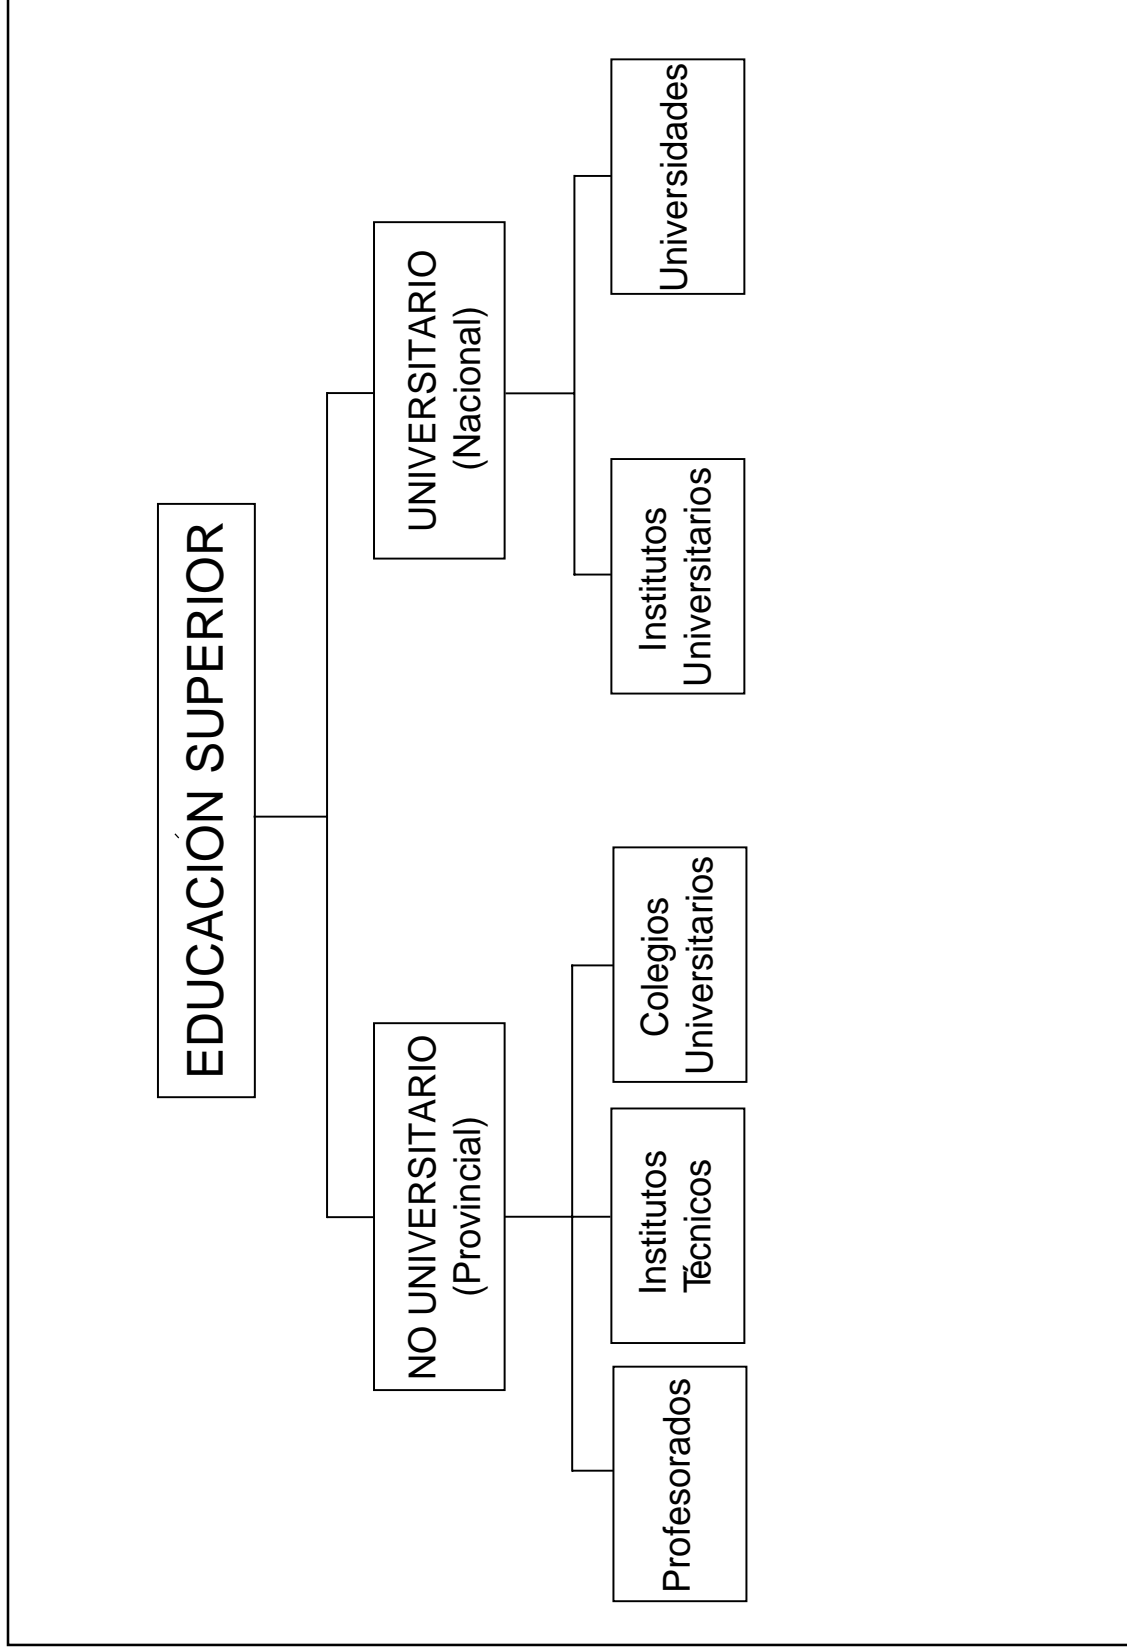 EDUCACIÓN SUPERIOR
NO UNIVERSITARIO
(Provincial)
UNIVERSITARIO
(Nacional)
Profesorados
Institutos
Técnicos
Colegios
Universitarios
Institutos
Universitarios
Universidades